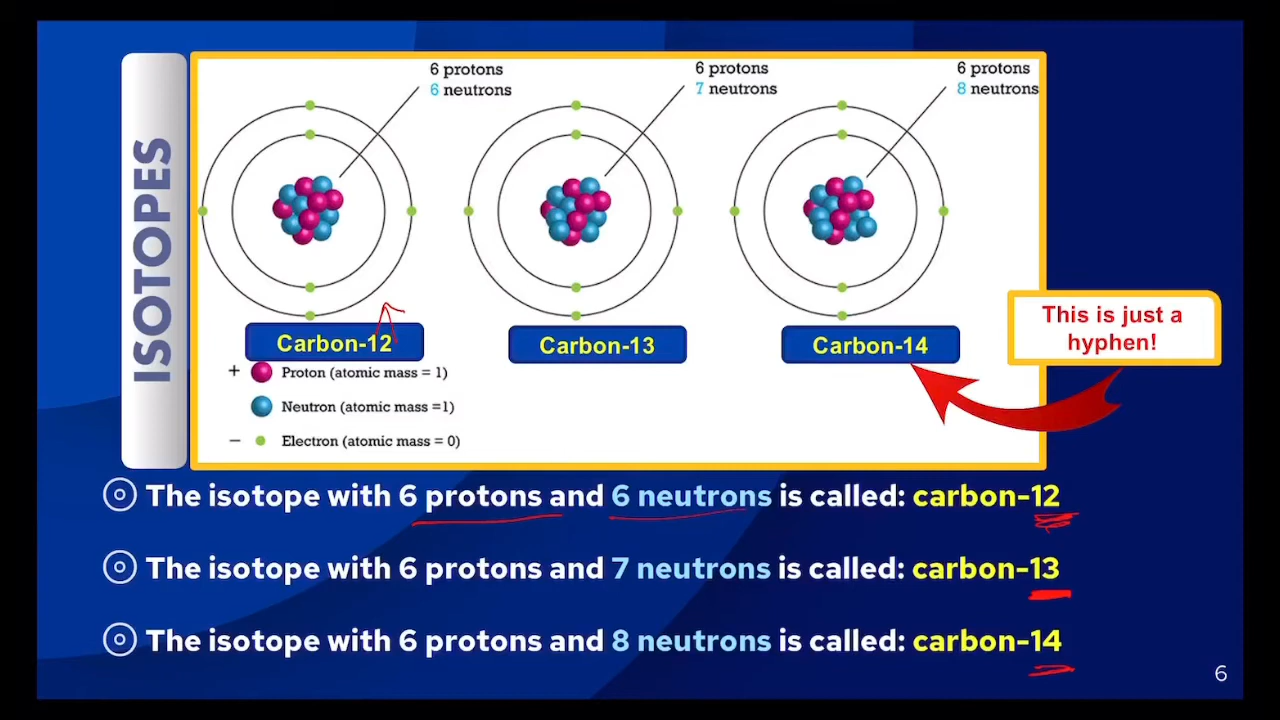 ISOTOPES
6 protons
6 neutrons
6 protons
7 neutrons
6 protons
8 neutrons
Carbon-12
Carbon-13
Carbon-14
This is just a
hyphen!
+ Proton (atomic mass = 1)
Neutron (atomic mass =1)
– Electron (atomic mass = 0)
The isotope with 6 protons and 6 neutrons is called: carbon-12
The isotope with 6 protons and 7 neutrons is called: carbon-13
The isotope with 6 protons and 8 neutrons is called: carbon-14
6